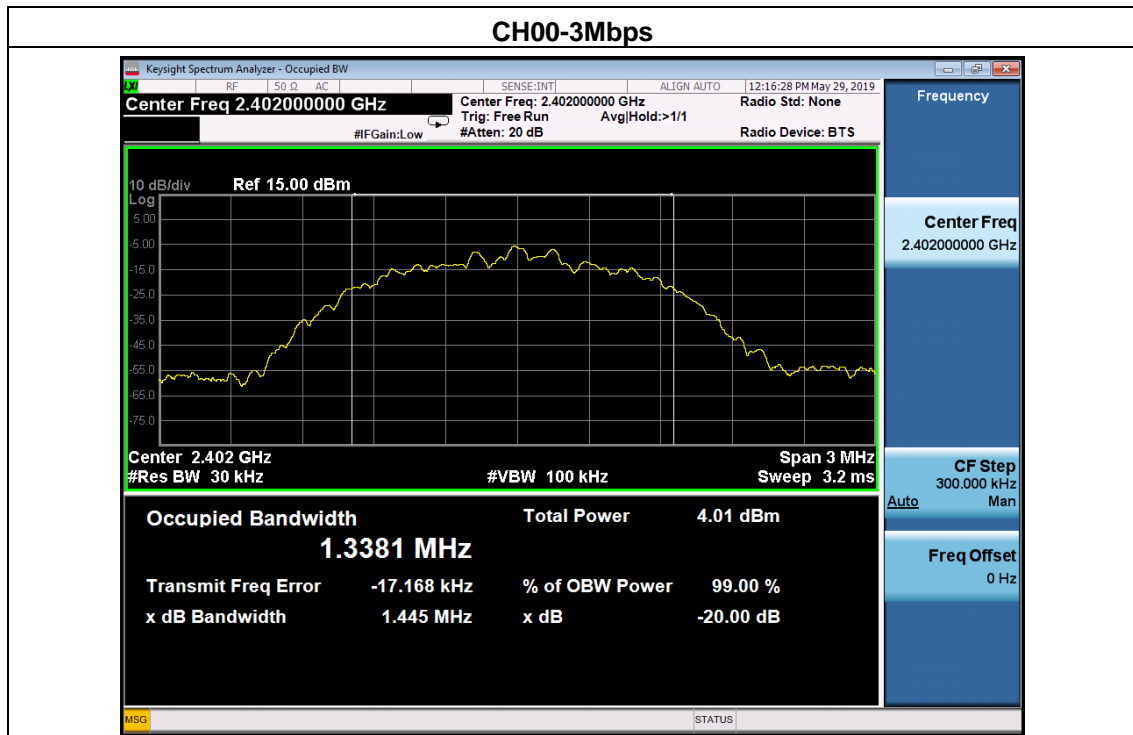 CH00-3Mbps
Keysight Spectrum Analyzer - Occupied BW
LXI RF 50 Ω AC SENSE:INT ALIGN AUTO 12:16:28 PM May 29, 2019
Center Freq 2.402000000 GHz Center Freq: 2.402000000 GHz Radio Std: None Frequency
Trig: Free Run Avg|Hold:>1/1
#IFGain:Low #Atten: 20 dB Radio Device: BTS
10 dB/div Ref 15.00 dBm
Log
5.00
-5.00
-15.0
-25.0
-35.0
-45.0
-55.0
-65.0
-75.0
Center 2.402 GHz Span 3 MHz
#Res BW 30 kHz #VBW 100 kHz Sweep 3.2 ms
Center Freq
2.402000000 GHz
CF Step
300.000 kHz
Auto Man
Freq Offset
0 Hz
Occupied Bandwidth Total Power 4.01 dBm
1.3381 MHz
Transmit Freq Error -17.168 kHz % of OBW Power 99.00 %
x dB Bandwidth 1.445 MHz x dB -20.00 dB
MSG STATUS